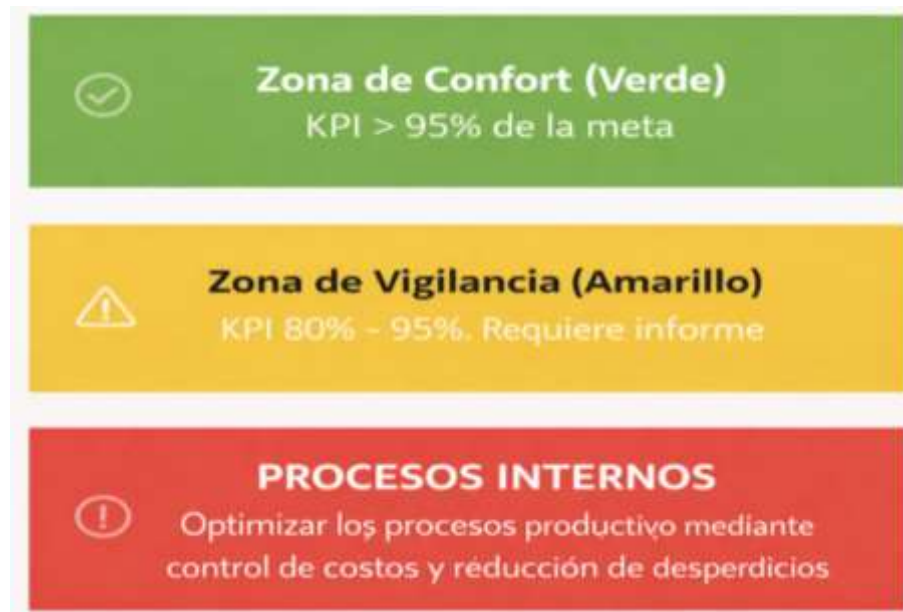 Zona de Confort (Verde)
KPI > 95% de la meta
Zona de Vigilancia (Amarillo)
KPI 80% - 95%. Requiere informe
PROCESOS INTERNOS
Optimizar los procesos productivo mediante
control de costos y réducción de desperdicios